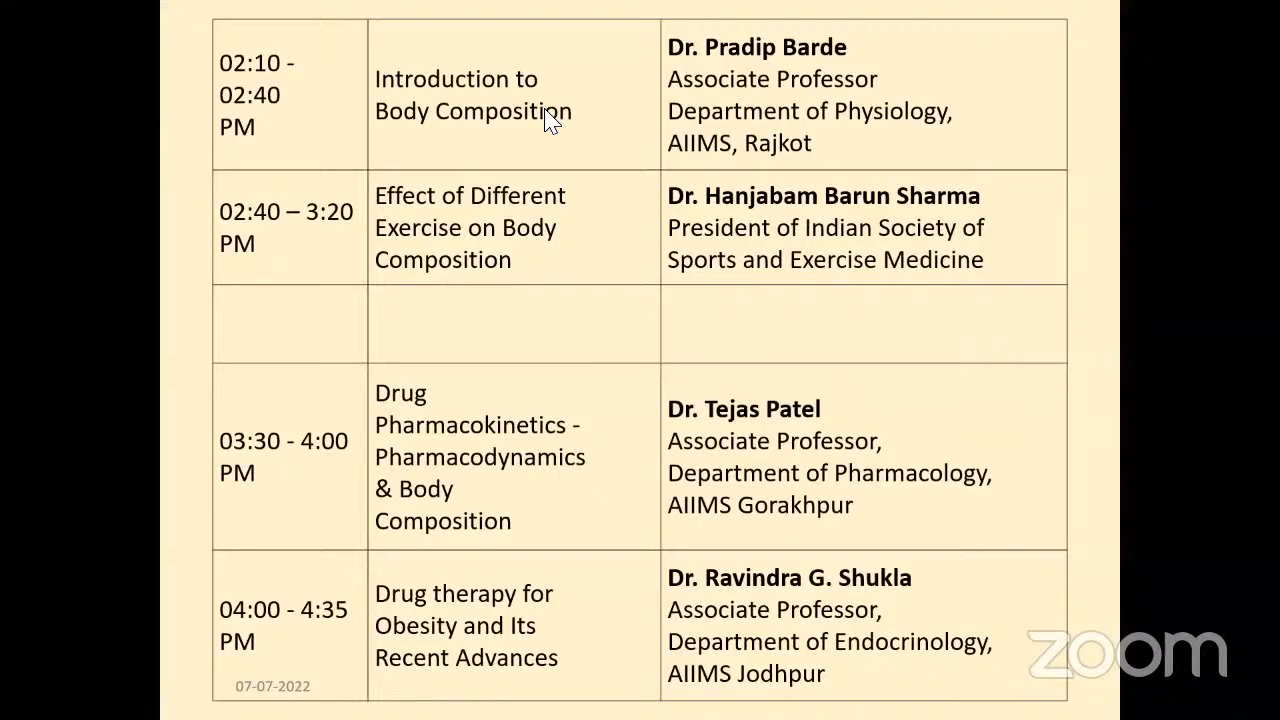 02:10 -
02:40
PM
Introduction to
Body Composition
Dr. Pradip Barde
Associate Professor
Department of Physiology,
AIIMS, Rajkot
02:40 – 3:20
PM
Effect of Different
Exercise on Body
Composition
Dr. Hanjabam Barun Sharma
President of Indian Society of
Sports and Exercise Medicine
03:30 - 4:00
PM
Drug
Pharmacokinetics -
Pharmacodynamics
& Body
Composition
Dr. Tejas Patel
Associate Professor,
Department of Pharmacology,
AIIMS Gorakhpur
04:00 - 4:35
PM
Drug therapy for
Obesity and Its
Recent Advances
Dr. Ravindra G. Shukla
Associate Professor,
Department of Endocrinology,
AIIMS Jodhpur
07-07-2022
zoom